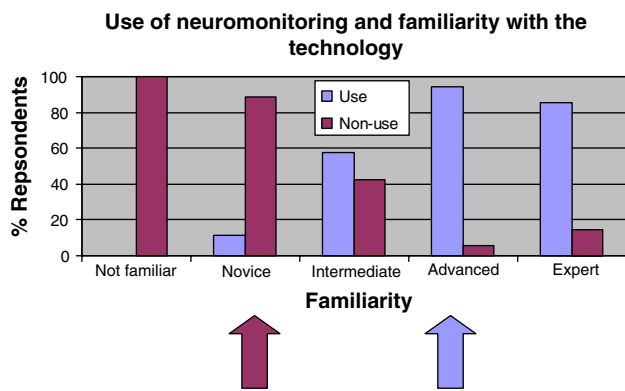 Use of neuromonitoring and familiarity with the
technology
% Repsondents
100
80
60
40
20
0
Use
Non-use
Not familiar
Novice
Intermediate
Advanced
Expert
Familiarity